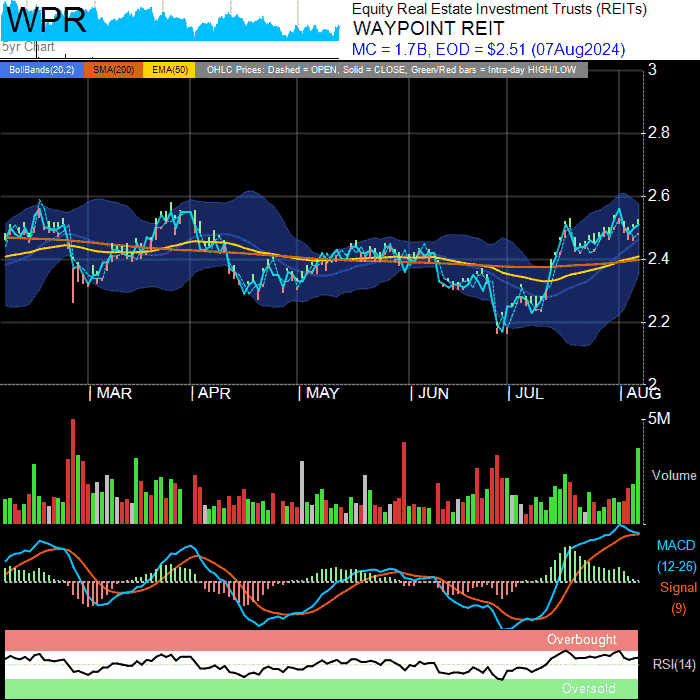 WPR
5yr Chart
Equity Real Estate Investment Trusts (REITs)
WAYPOINT REIT
MC = 1.7B, EOD = $2.51 (07Aug2024)
BollBands(20,2) SMA(200) EMA(50) OHLC Prices: Dashed = OPEN, Solid = CLOSE, Green/Red bars = Intra-day HIGH/LOW
3
2.8
2.6
2.4
2.2
2
| MAR | APR | MAY | JUN | JUL | AUG
5M
Volume
MACD
(12-26)
Signal
(9)
Overbought
RSI(14)
Oversold